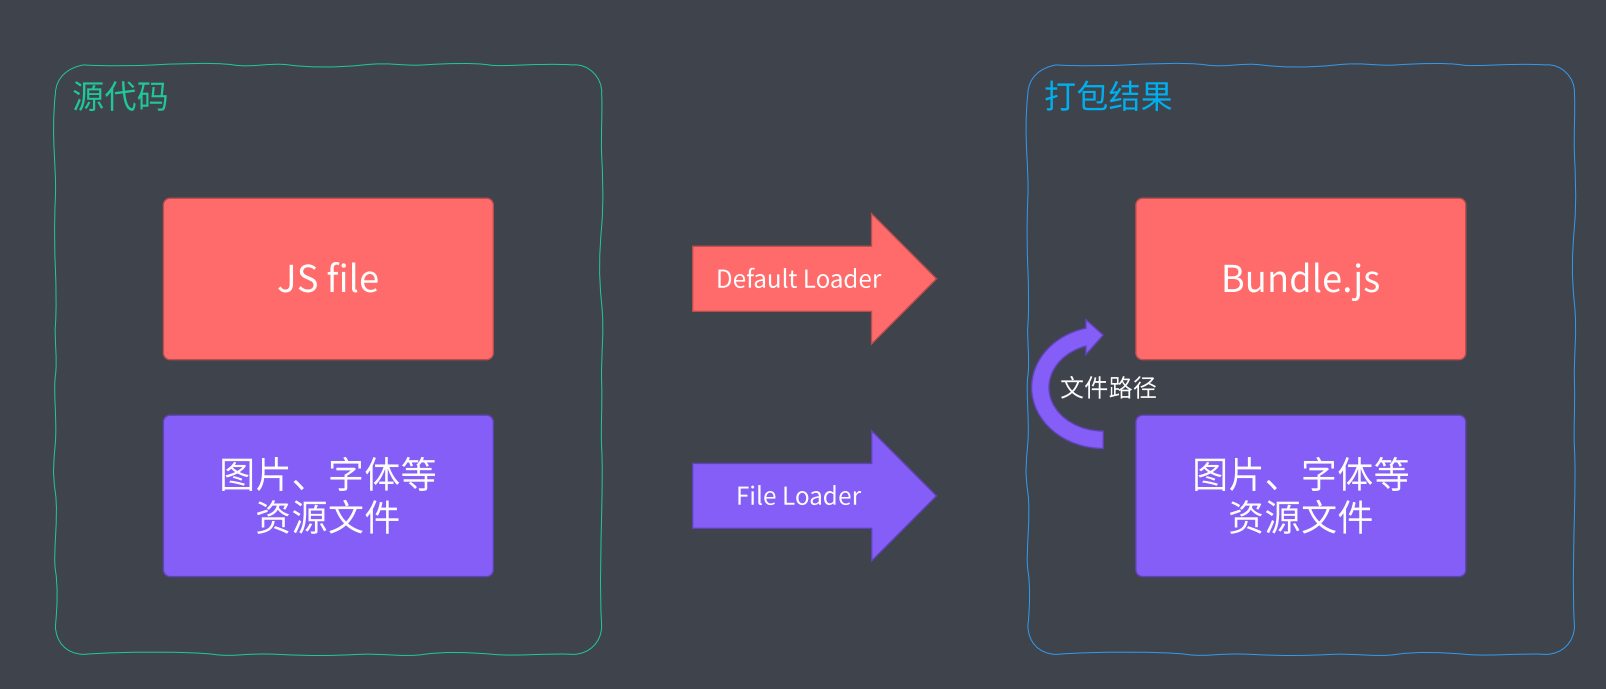 源代码
JS file
图片、字体等
资源文件
Default Loader
File Loader
打包结果
Bundle.js
文件路径
图片、字体等
资源文件